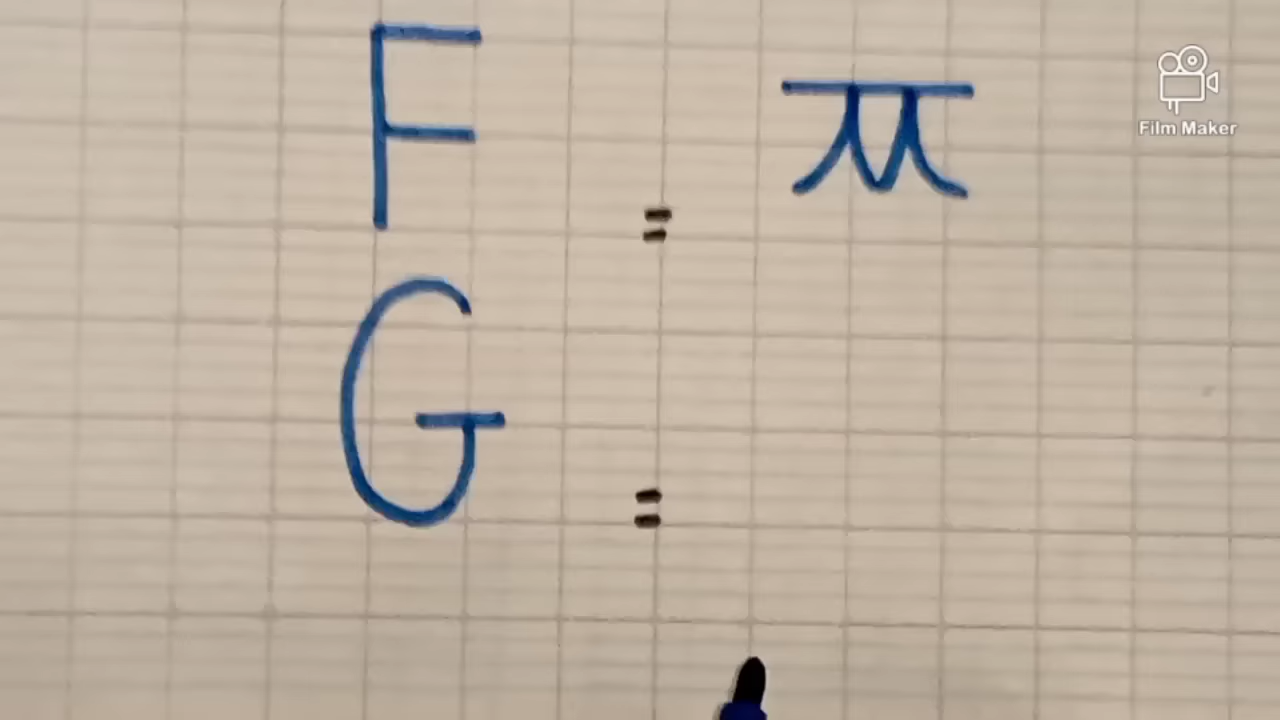 Film Maker
F = ㅉ
G =